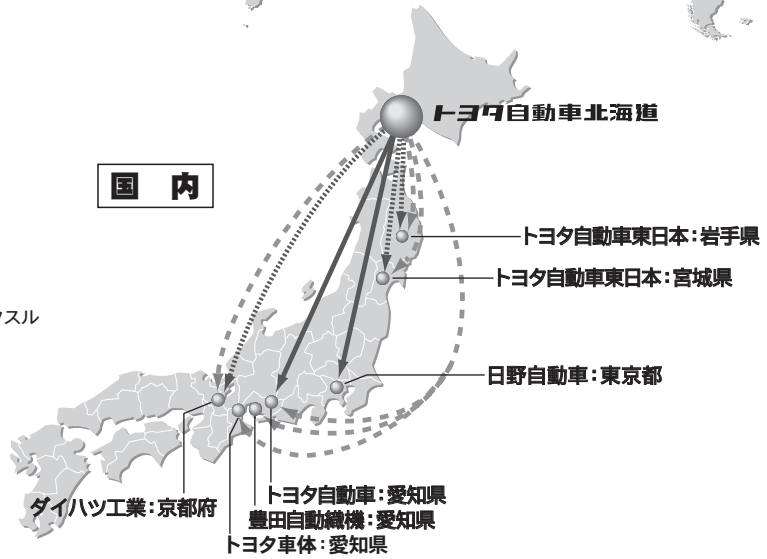 トヨタ自動車北海道
国 内
トヨタ自動車東日本：岩手県
トヨタ自動車東日本：宮城県
クスル
日野自動車：東京都
トヨタ自動車：愛知県
ダイハツ工業：京都府
豊田自動織機：愛知県
トヨタ車体：愛知県